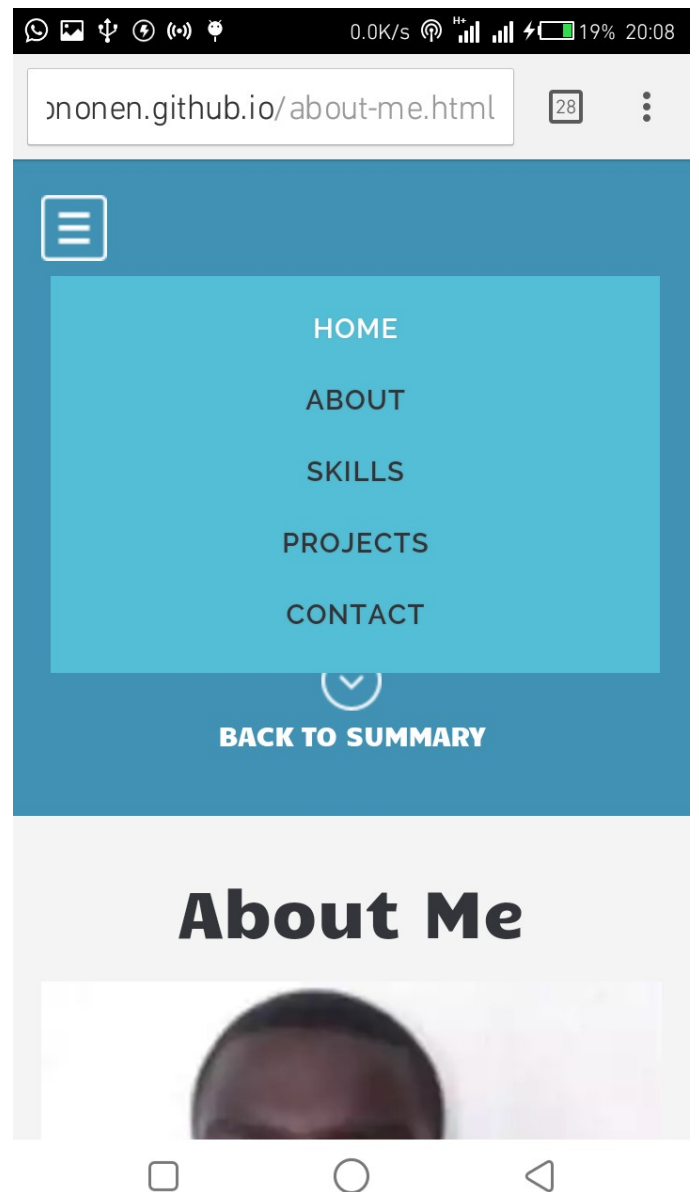 0.0K/s H+ 19% 20:08
ononen.github.io/about-me.html 28
HOME
ABOUT
SKILLS
PROJECTS
CONTACT
BACK TO SUMMARY
About Me